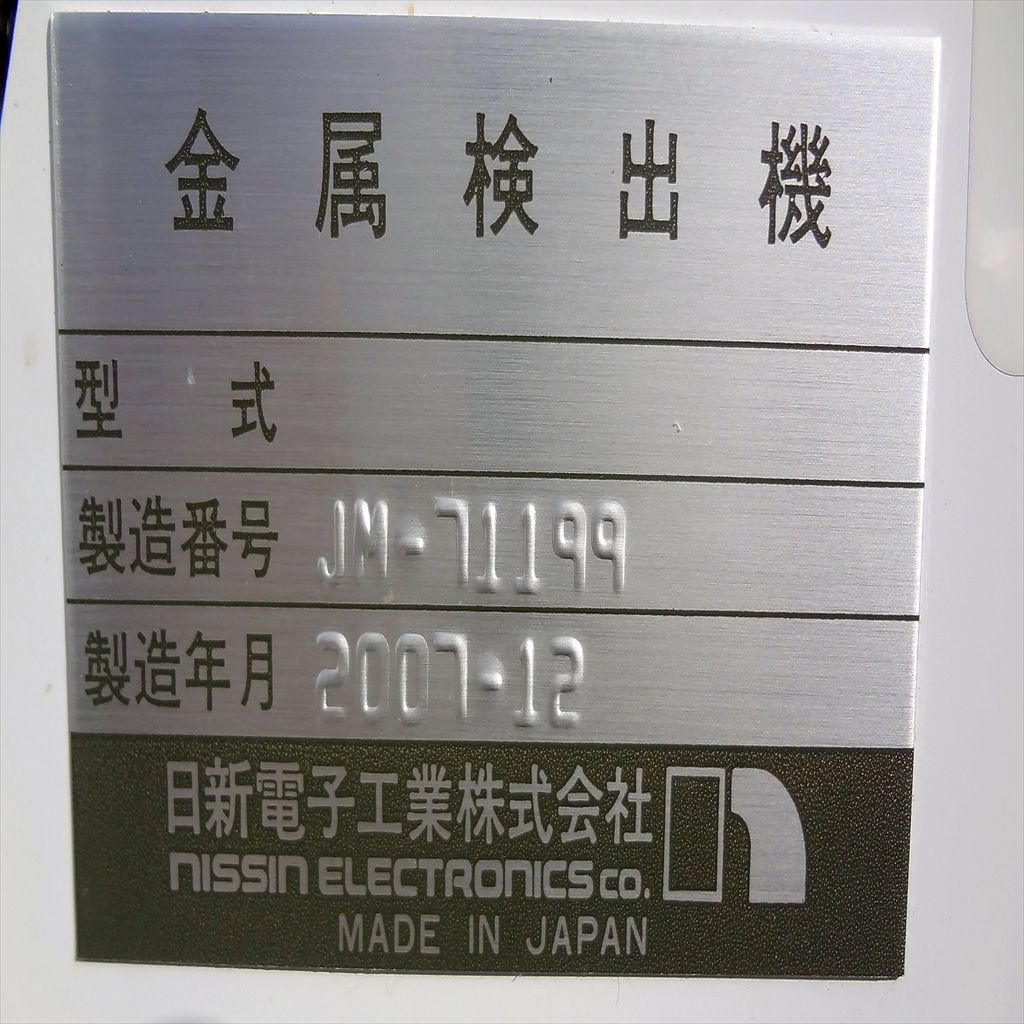 金属検出機
型式
製造番号 JM-71199
製造年月 2007-12
日新電子工業株式会社
NISSIN ELECTRONICS CO.
MADE IN JAPAN